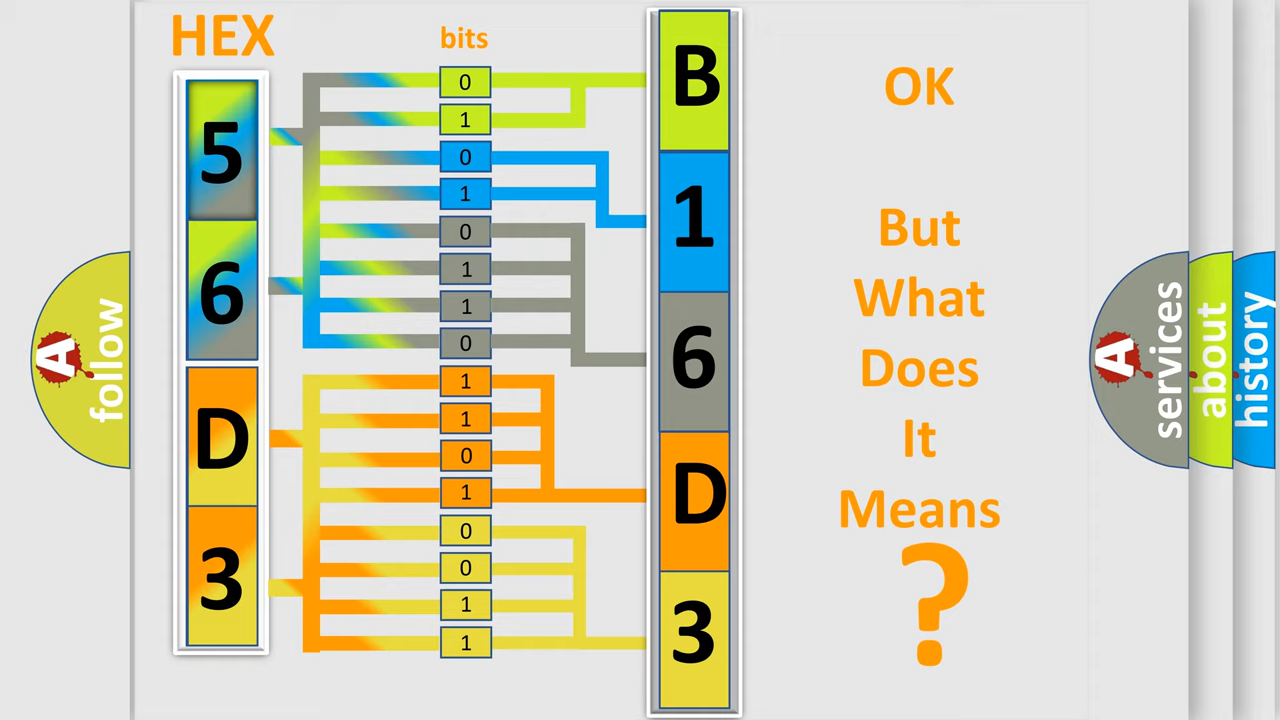 HEX
bits
5
6
D
3
0
1
0
1
0
1
1
0
1
1
0
1
0
0
1
1
B
1
6
D
3
OK
But
What
Does
It
Means
?
A
follow
A
services
about
history